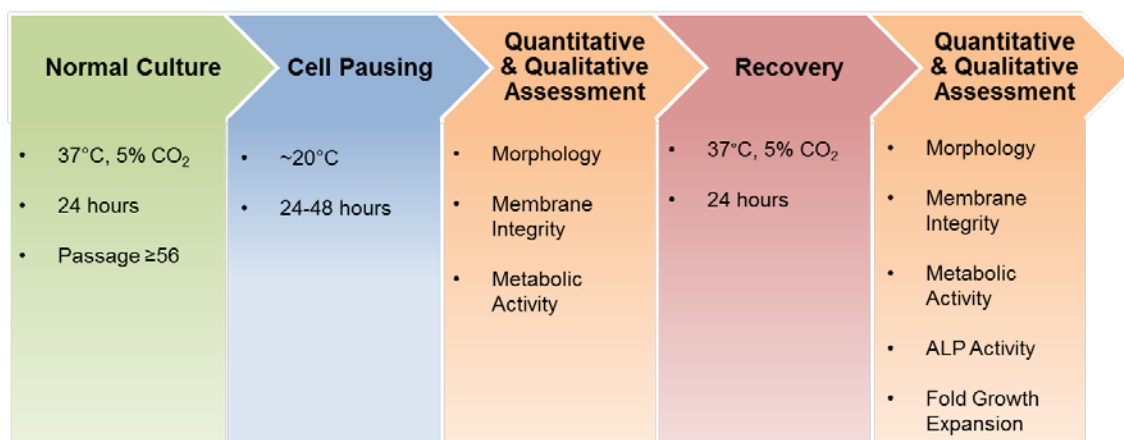 Normal Culture
• 37°C, 5% CO₂
• 24 hours
• Passage ≥56
Cell Pausing
• ~20°C
• 24-48 hours
Quantitative
& Qualitative
Assessment
• Morphology
• Membrane
Integrity
• Metabolic
Activity
Recovery
• 37°C, 5% CO₂
• 24 hours
Quantitative
& Qualitative
Assessment
• Morphology
• Membrane
Integrity
• Metabolic
Activity
• ALP Activity
• Fold Growth
Expansion